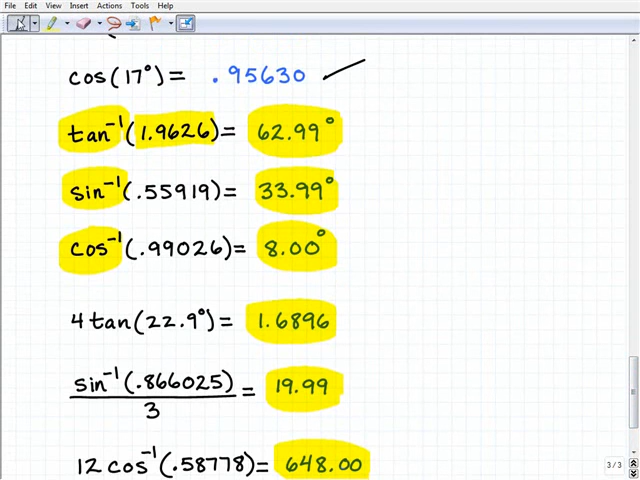 File Edit View Insert Actions Tools Help
cos(17°) = .95630
tan⁻¹(1.9626) = 62.99°
sin⁻¹(.55919) = 33.99°
cos⁻¹(.99026) = 8.00°
4 tan(22.9°) = 1.6896
sin⁻¹(.866025)
3
= 19.99
12 cos⁻¹(.58778) = 648.00
3/3